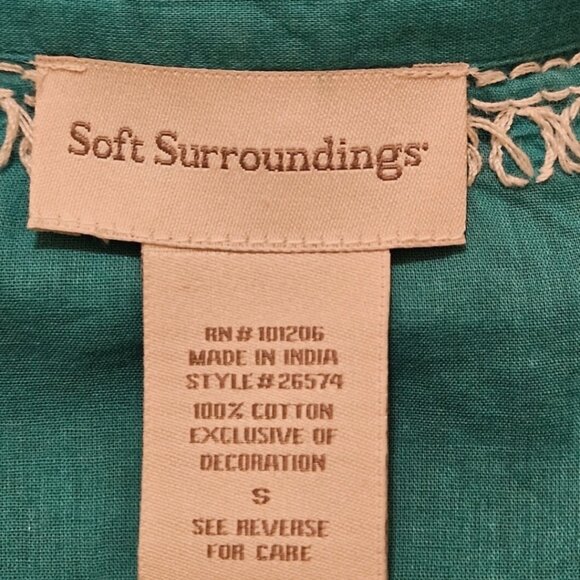 Soft Surroundings
RN# 101206
MADE IN INDIA
STYLE#26574
100% COTTON
EXCLUSIVE OF
DECORATION
S
SEE REVERSE
FOR CARE